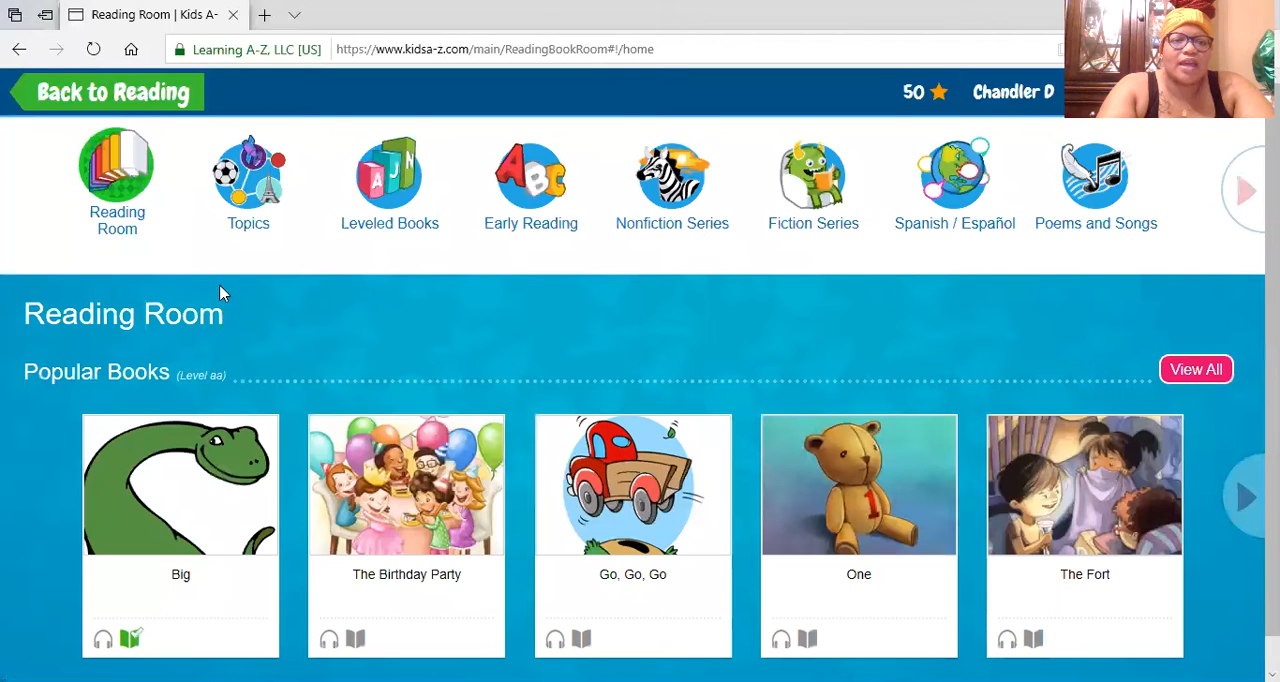 Reading Room | Kids A-
Learning A-Z, LLC [US] https://www.kidsa-z.com/main/ReadingBookRoom#!/home
Back to Reading
50
Chandler D
Reading
Room
Topics
Leveled Books
Early Reading
Nonfiction Series
Fiction Series
Spanish / Español
Poems and Songs
A J N
A B C
Reading Room
Popular Books (Level aa)
View All
1
Big
The Birthday Party
Go, Go, Go
One
The Fort